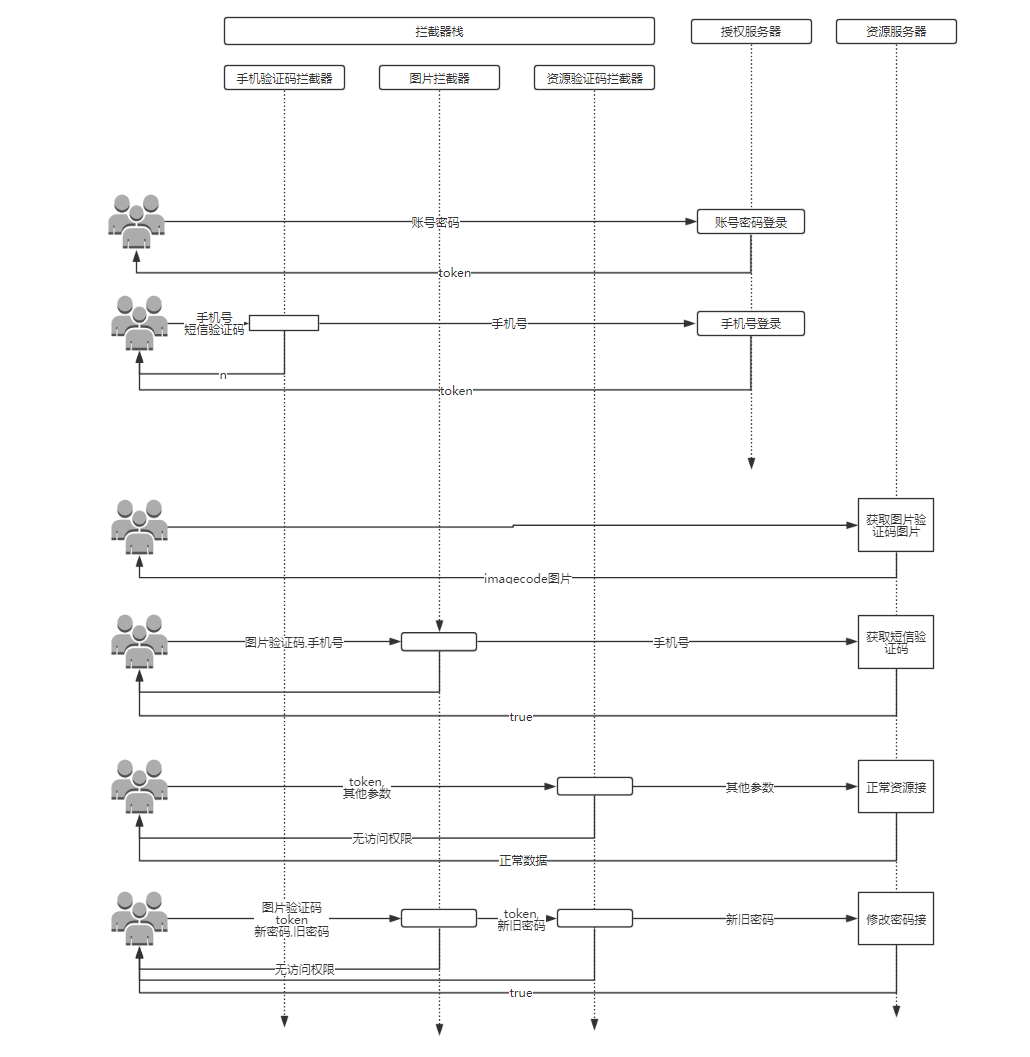 拦截器栈
授权服务器
资源服务器
手机验证码拦截器
图片拦截器
资源验证码拦截器
账号密码
账号密码登录
token
手机号
短信验证码
手机号
手机号登录
n
token
获取图片验
证码图片
imagecode图片
图片验证码,手机号
手机号
获取短信验
证码
true
token,
其他参数
其他参数
正常资源接
无访问权限
正常数据
图片验证码
token
新密码,旧密码
token,
新旧密码
新旧密码
修改密码接
无访问权限
true